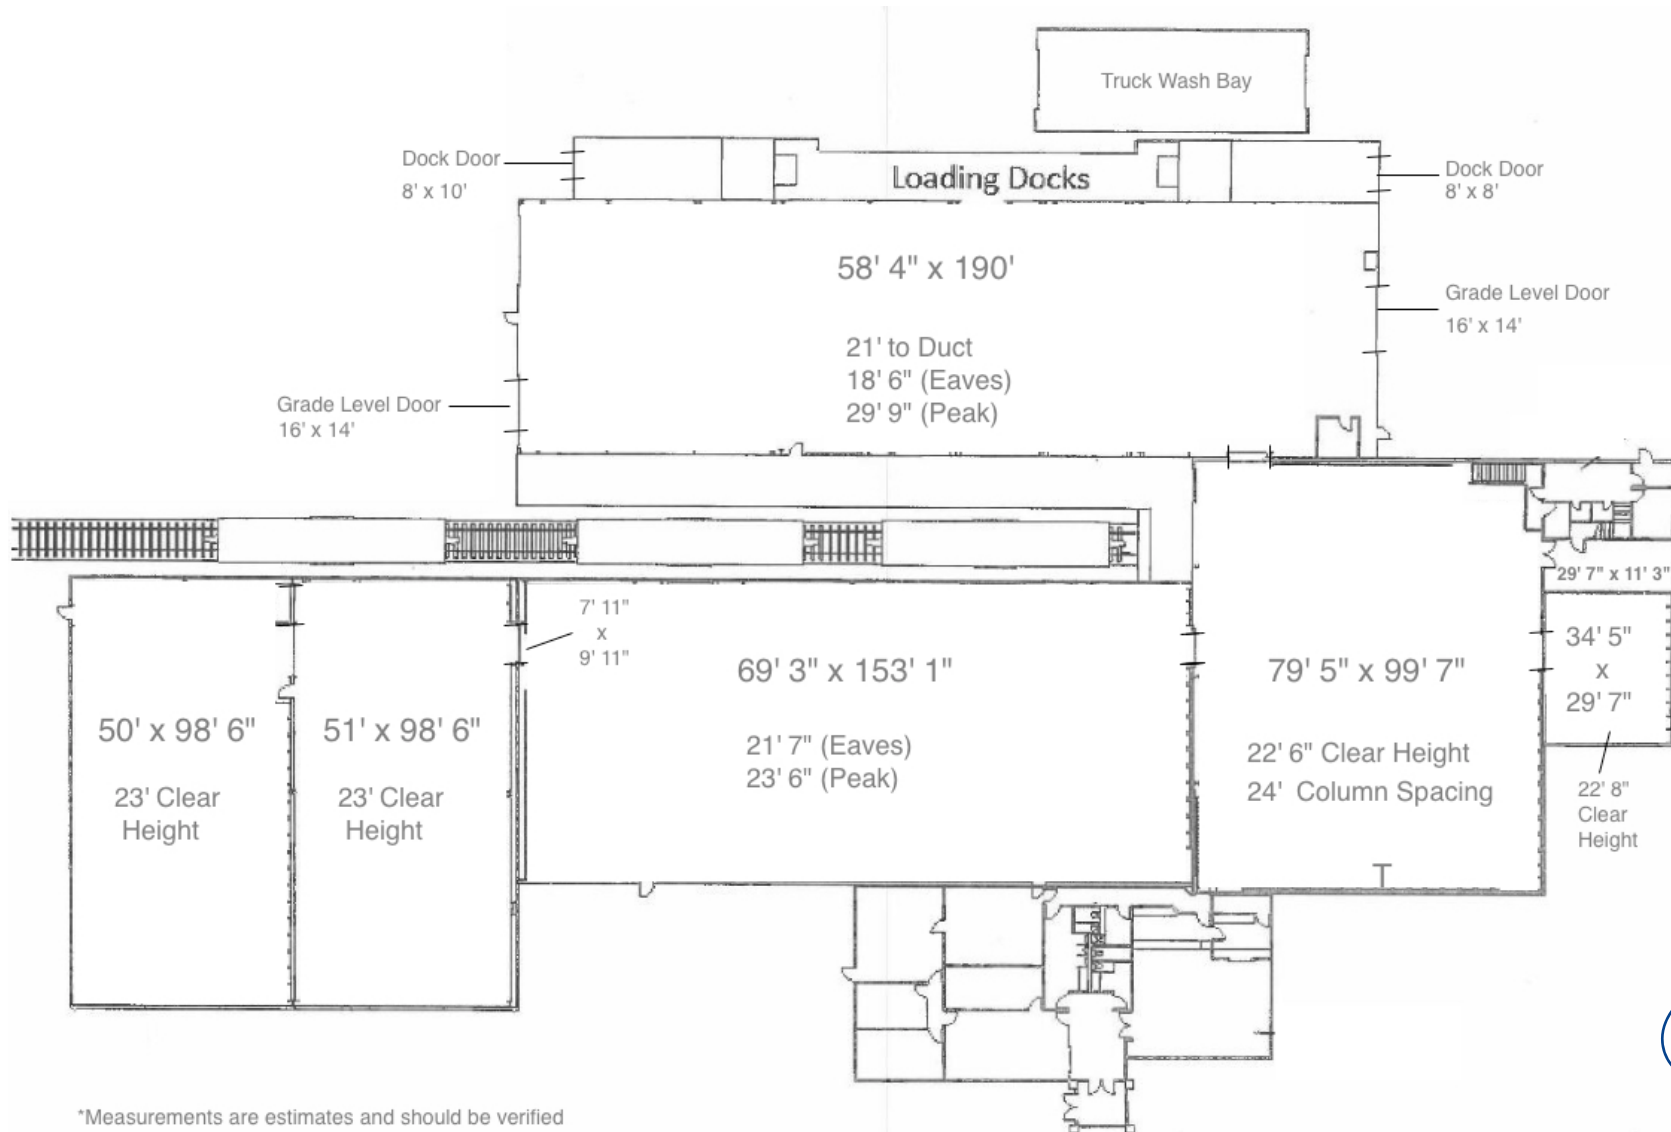 Truck Wash Bay
Dock Door
8' x 10'
Loading Docks
Dock Door
8' x 8'
58' 4" x 190'
21' to Duct
18' 6" (Eaves)
29' 9" (Peak)
Grade Level Door
16' x 14'
Grade Level Door
16' x 14'
29' 7" x 11' 3"
7' 11"
x
9' 11"
34' 5"
x
29' 7"
69' 3" x 153' 1"
79' 5" x 99' 7"
50' x 98' 6"
51' x 98' 6"
21' 7" (Eaves)
23' 6" (Peak)
22' 6" Clear Height
24' Column Spacing
23' Clear
Height
23' Clear
Height
22' 8"
Clear
Height
*Measurements are estimates and should be verified